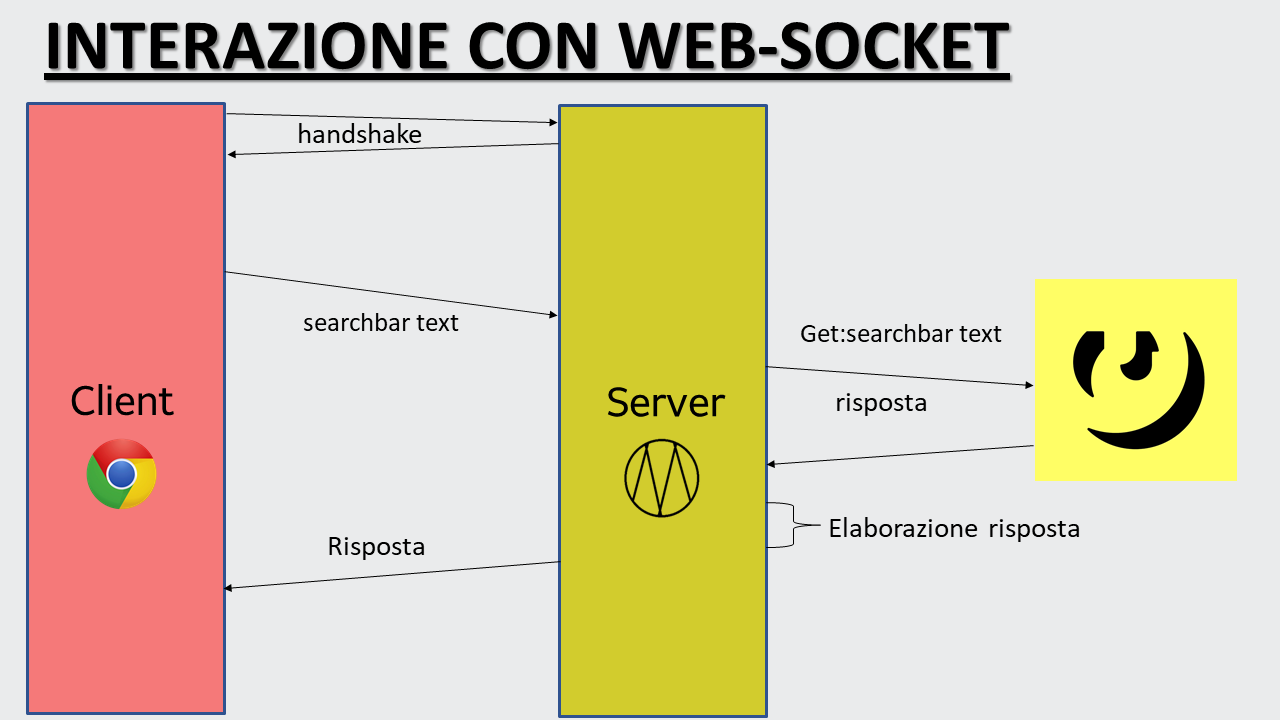 INTERAZIONE CON WEB-SOCKET
handshake
searchbar text
Get:searchbar text
risposta
Client
Server
Elaborazione risposta
Risposta